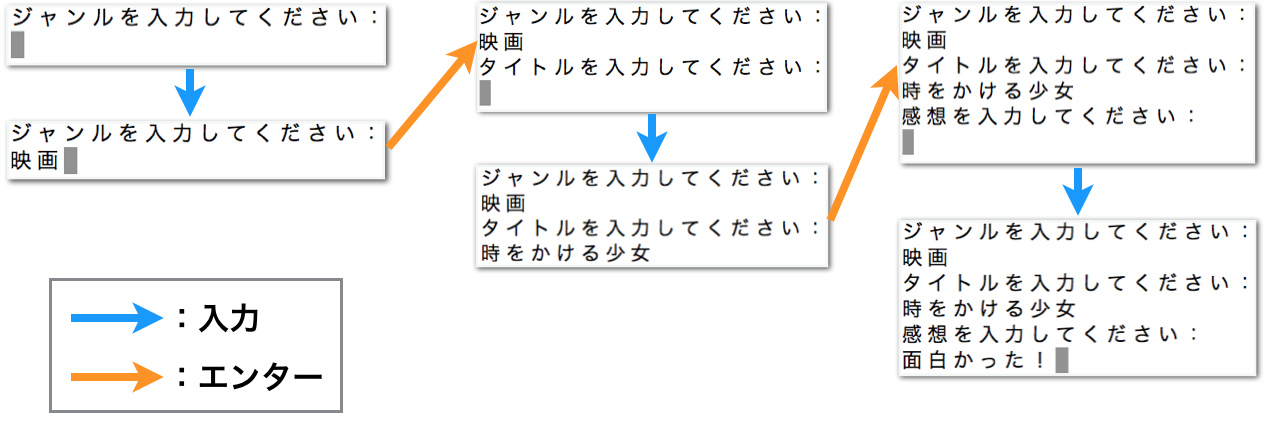 ジャンルを入力してください：
ジャンルを入力してください：
映画
ジャンルを入力してください：
映画
タイトルを入力してください：
ジャンルを入力してください：
映画
タイトルを入力してください：
時をかける少女
ジャンルを入力してください：
映画
タイトルを入力してください：
時をかける少女
感想を入力してください：
ジャンルを入力してください：
映画
タイトルを入力してください：
時をかける少女
感想を入力してください：
面白かった！
：入力
：エンター